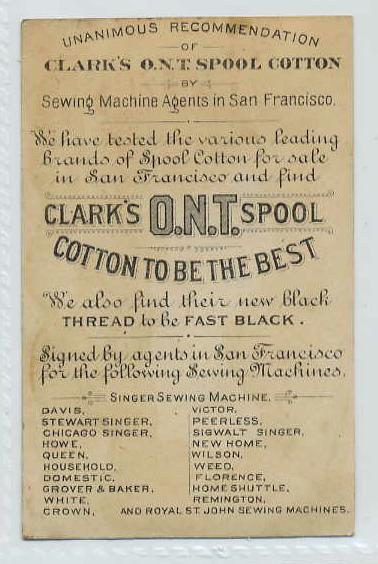 UNANIMOUS RECOMMENDATION
OF
CLARK'S O.N.T. SPOOL COTTON
BY
Sewing Machine Agents in San Francisco.
We have tested the various leading
brands of Spool Cotton for sale
in San Francisco and find
CLARK'S O.N.T. SPOOL
COTTON TO BE THE BEST
We also find their new black
THREAD to be FAST BLACK.
Signed by agents in San Francisco
for the following Sewing Machines.
SINGER SEWING MACHINE,
DAVIS, VICTOR,
STEWART SINGER, PEERLESS,
CHICAGO SINGER, SIGWALT SINGER,
HOWE, NEW HOME,
QUEEN, WILSON,
HOUSEHOLD, WEED,
DOMESTIC, FLORENCE,
GROVER & BAKER, HOME SHUTTLE,
WHITE, REMINGTON,
CROWN, AND ROYAL ST. JOHN SEWING MACHINES.